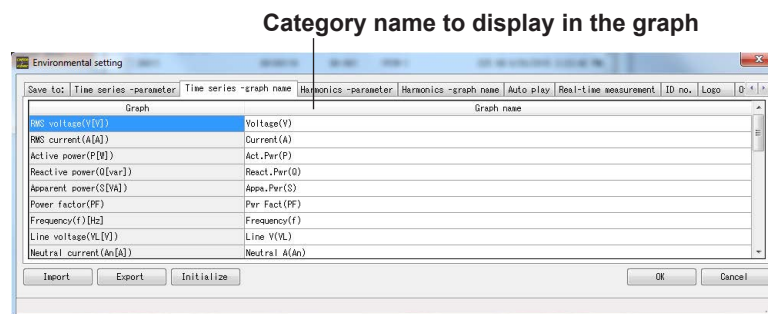 Category name to display in the graph
Environmental setting
Save to: Time series -parameter Time series -graph name Harmonics -parameter Harmonics -graph name Auto play Real-time measurement ID no. Logo
Graph Graph name
RMS voltage(V[V]) Voltage(V)
RMS current(A[A]) Current(A)
Active power(P[W]) Act.Pwr(P)
Reactive power(Q[var]) React.Pwr(Q)
Apparent power(S[VA]) Appa.Pwr(S)
Power factor(PF) Pwr Fact(PF)
Frequency(f)[Hz] Frequency(f)
Line voltage(VL[V]) Line V(VL)
Neutral current(An[A]) Neutral A(An)
Import Export Initialize OK Cancel